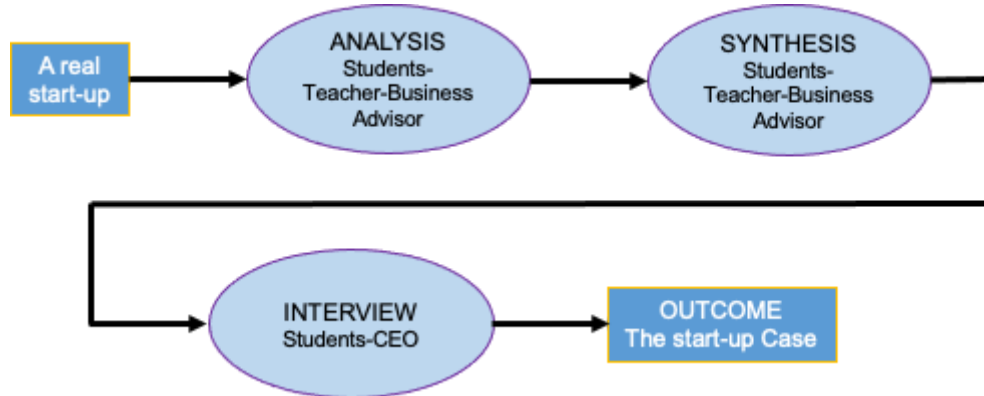 A real
start-up
ANALYSIS
Students-
Teacher-Business
Advisor
SYNTHESIS
Students-
Teacher-Business
Advisor
INTERVIEW
Students-CEO
OUTCOME
The start-up Case